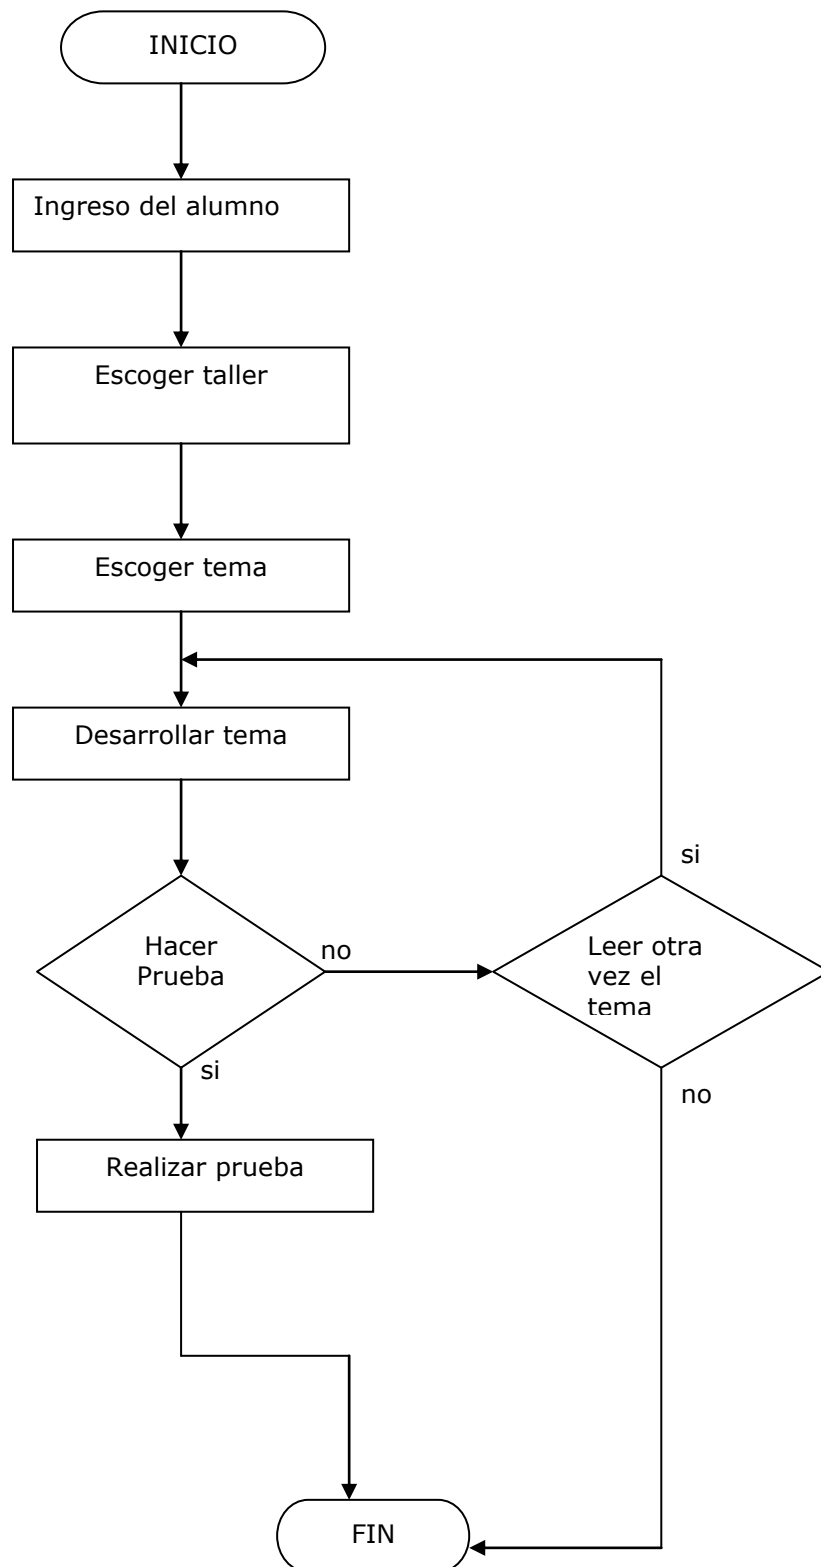 INICIO
Ingreso del alumno
Escoger taller
Escoger tema
Desarrollar tema
si
Hacer
Prueba
no
Leer otra
vez el
tema
si
no
Realizar prueba
FIN